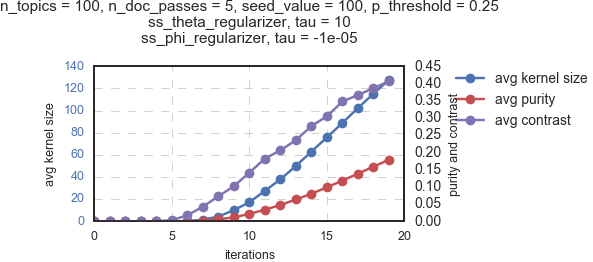 n_topics = 100, n_doc_passes = 5, seed_value = 100, p_threshold = 0.25
ss_theta_regularizer, tau = 10
ss_phi_regularizer, tau = -1e-05
140
120
100
80
60
40
20
0
avg kernel size
0
5
10
15
20
iterations
0.45
0.40
0.35
0.30
0.25
0.20
0.15
0.10
0.05
0.00
purity and contrast
avg kernel size
avg purity
avg contrast